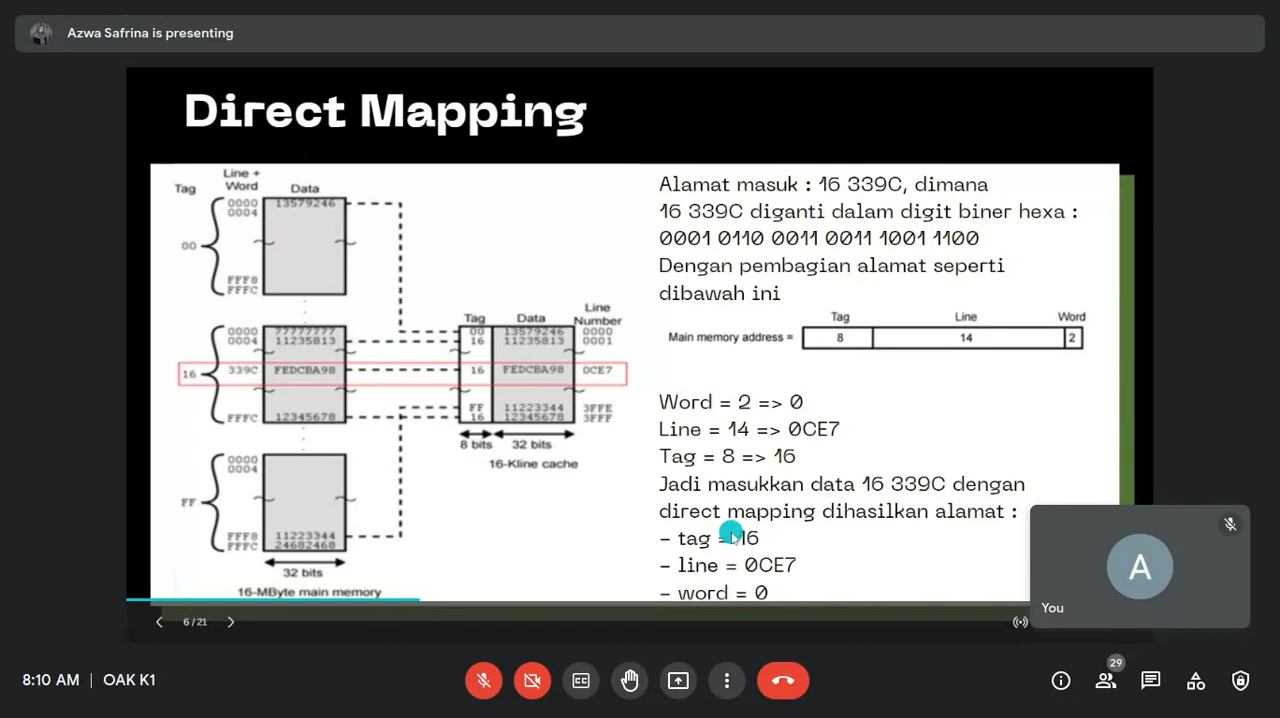 Azwa Safrina is presenting
Direct Mapping
Tag
Line +
Word
Data
0000
0004
13579246
00
FFF8
FFFC
0000
0004
77777777
11235813
16
339C
FEDCBA98
FFFC
12345678
0000
0004
FF
FFF8
FFFC
11223344
24682468
32 bits
16-MByte main memory
Tag
Data
Line
Number
00
13579246
0000
16
11235813
0001
16
FEDCBA98
0CE7
FF
11223344
3FFE
16
12345678
3FFF
8 bits
32 bits
16-Kline cache
Alamat masuk : 16 339C, dimana
16 339C diganti dalam digit biner hexa :
0001 0110 0011 0011 1001 1100
Dengan pembagian alamat seperti
dibawah ini
Tag
Line
Word
Main memory address =
8
14
2
Word = 2 => 0
Line = 14 => 0CE7
Tag = 8 => 16
Jadi masukkan data 16 339C dengan
direct mapping dihasilkan alamat :
- tag = 16
- line = 0CE7
- word = 0
A
You
6 / 21
8:10 AM | OAK K1
CC
29